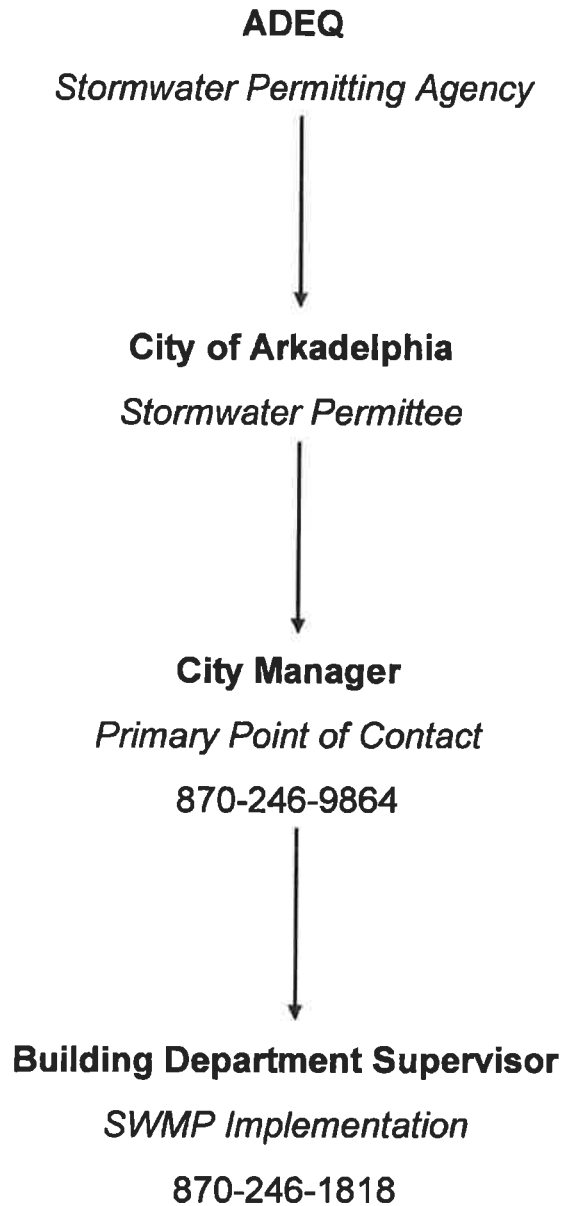 ADEQ
Stormwater Permitting Agency
City of Arkadelphia
Stormwater Permittee
City Manager
Primary Point of Contact
870-246-9864
Building Department Supervisor
SWMP Implementation
870-246-1818